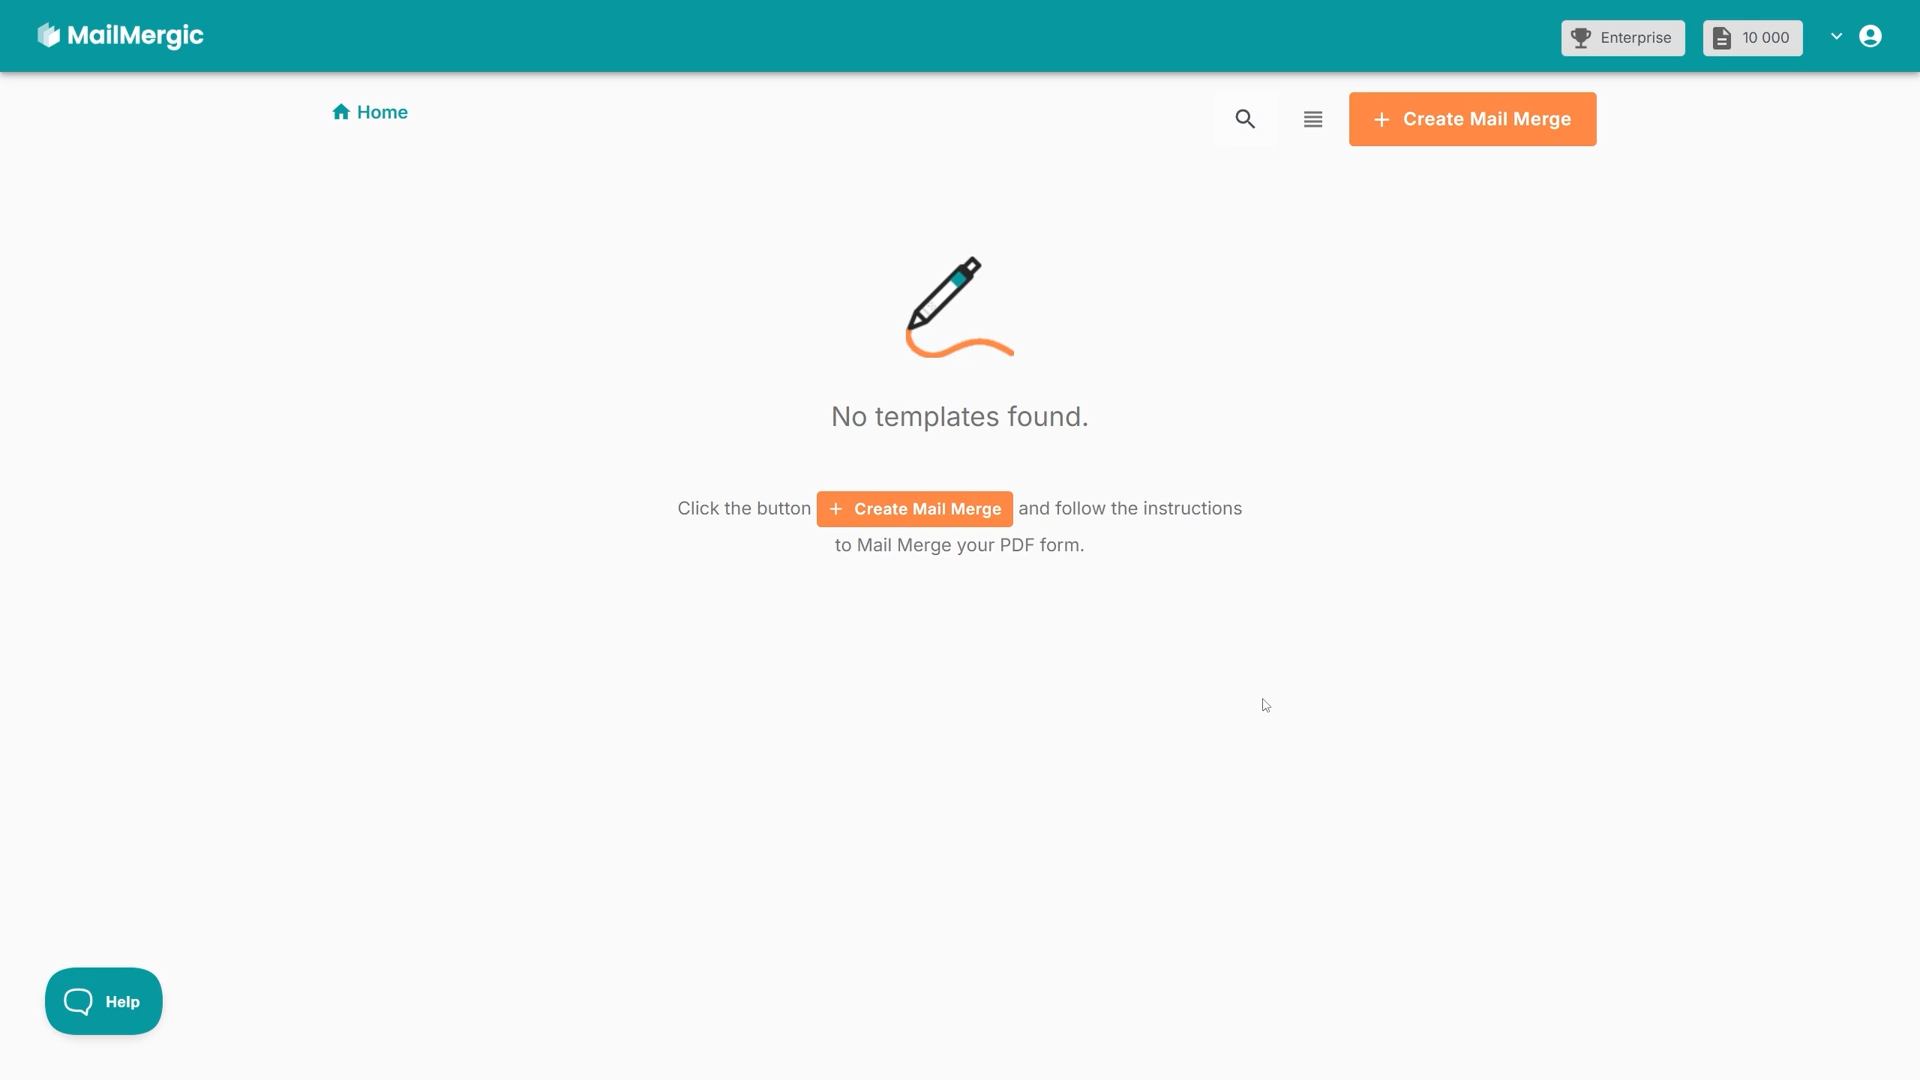 MailMergic
Enterprise
10 000
Home
+ Create Mail Merge
No templates found.
Click the button + Create Mail Merge and follow the instructions
to Mail Merge your PDF form.
Help